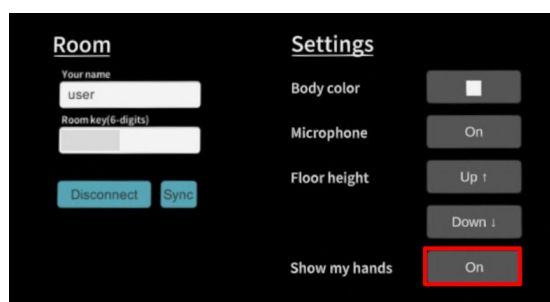 Room
Your name
user
Room key(6-digits)
Disconnect
Sync
Settings
Body color
Microphone
On
Floor height
Up ↑
Down ↓
Show my hands
On